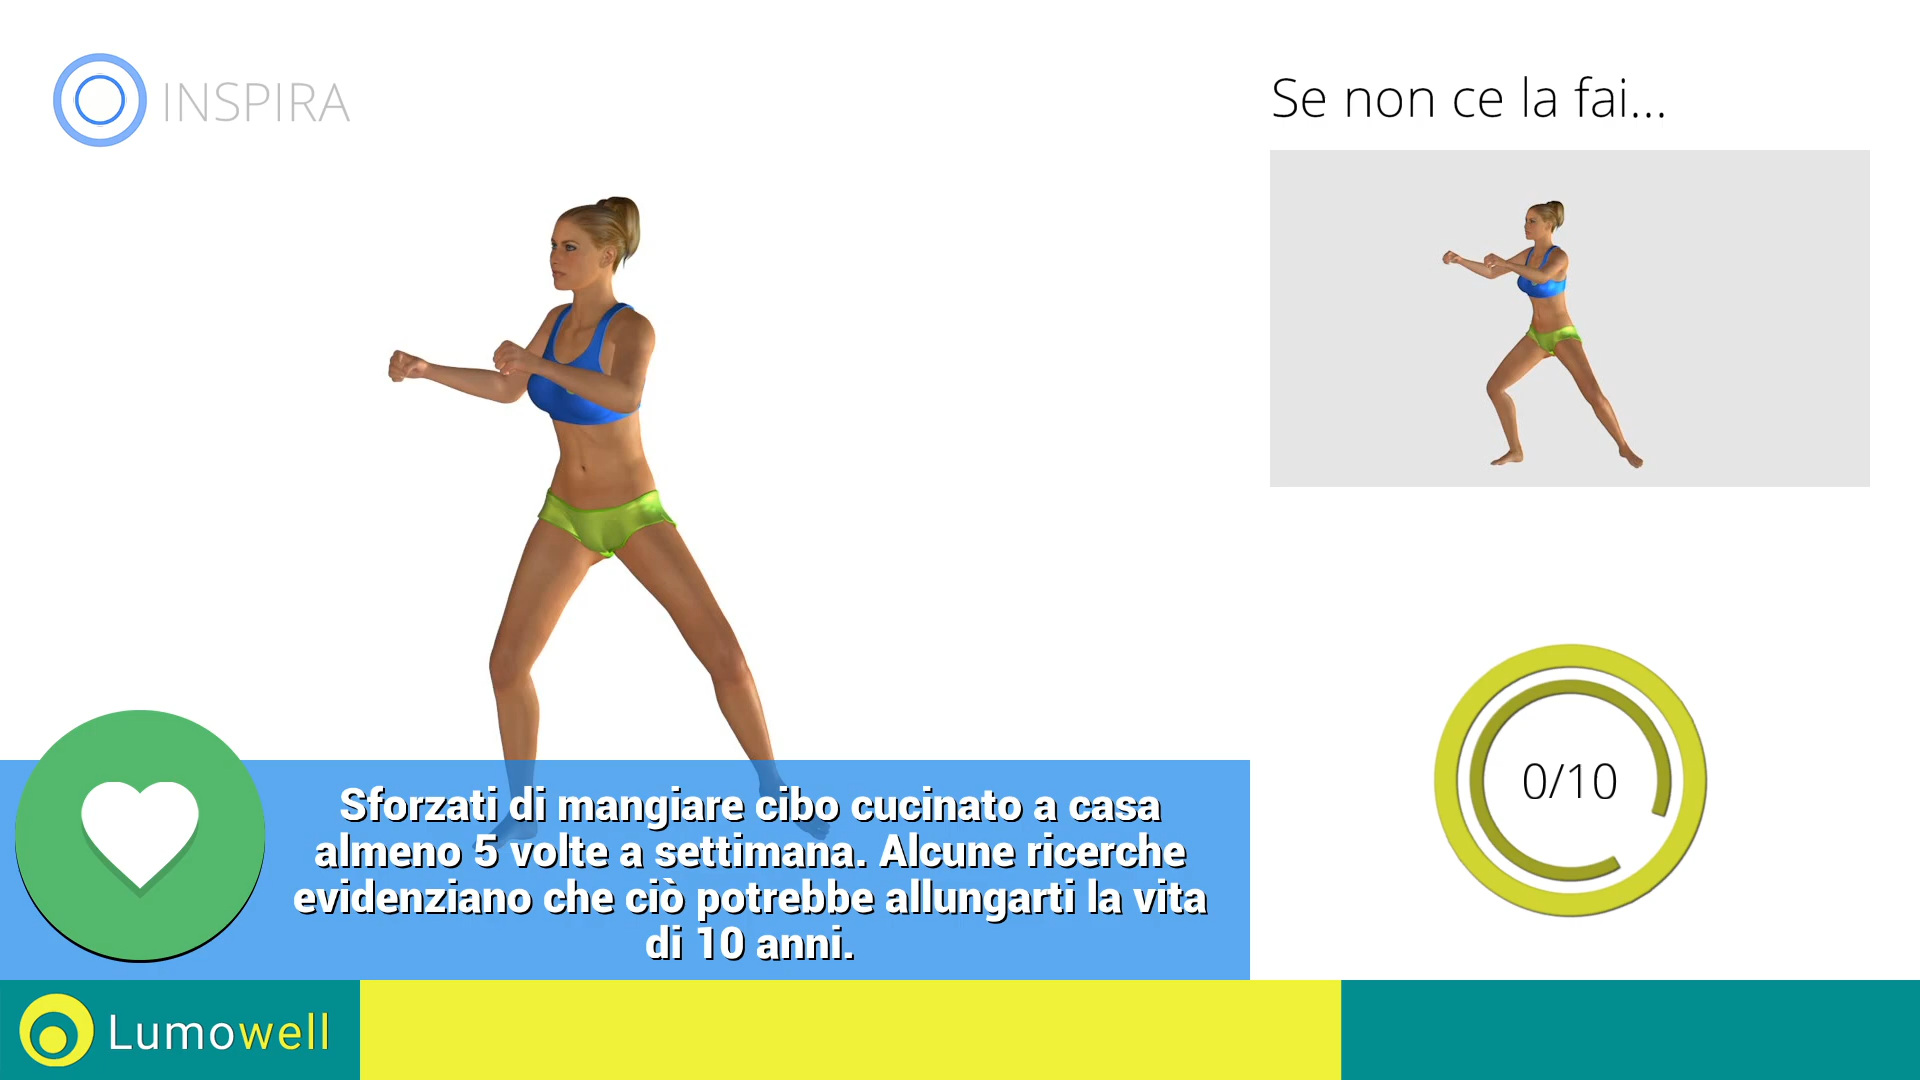 INSPIRA
Se non ce la fai...
0/10
Sforzati di mangiare cibo cucinato a casa
almeno 5 volte a settimana. Alcune ricerche
evidenziano che ciò potrebbe allungarti la vita
di 10 anni.
Lumowell